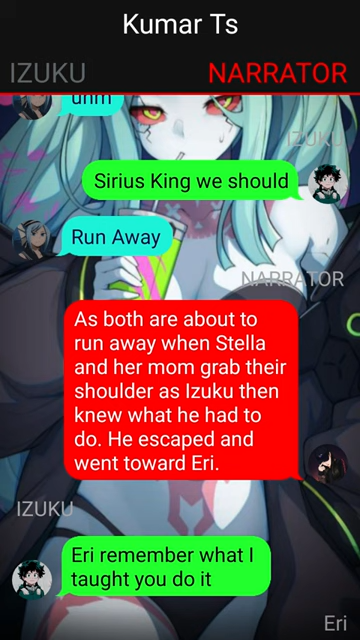 Kumar Ts
IZUKU
NARRATOR
uhm
IZUKU
Sirius King we should
Run Away
NARRATOR
As both are about to
run away when Stella
and her mom grab their
shoulder as Izuku then
knew what he had to
do. He escaped and
went toward Eri.
IZUKU
Eri remember what I
taught you do it
Eri